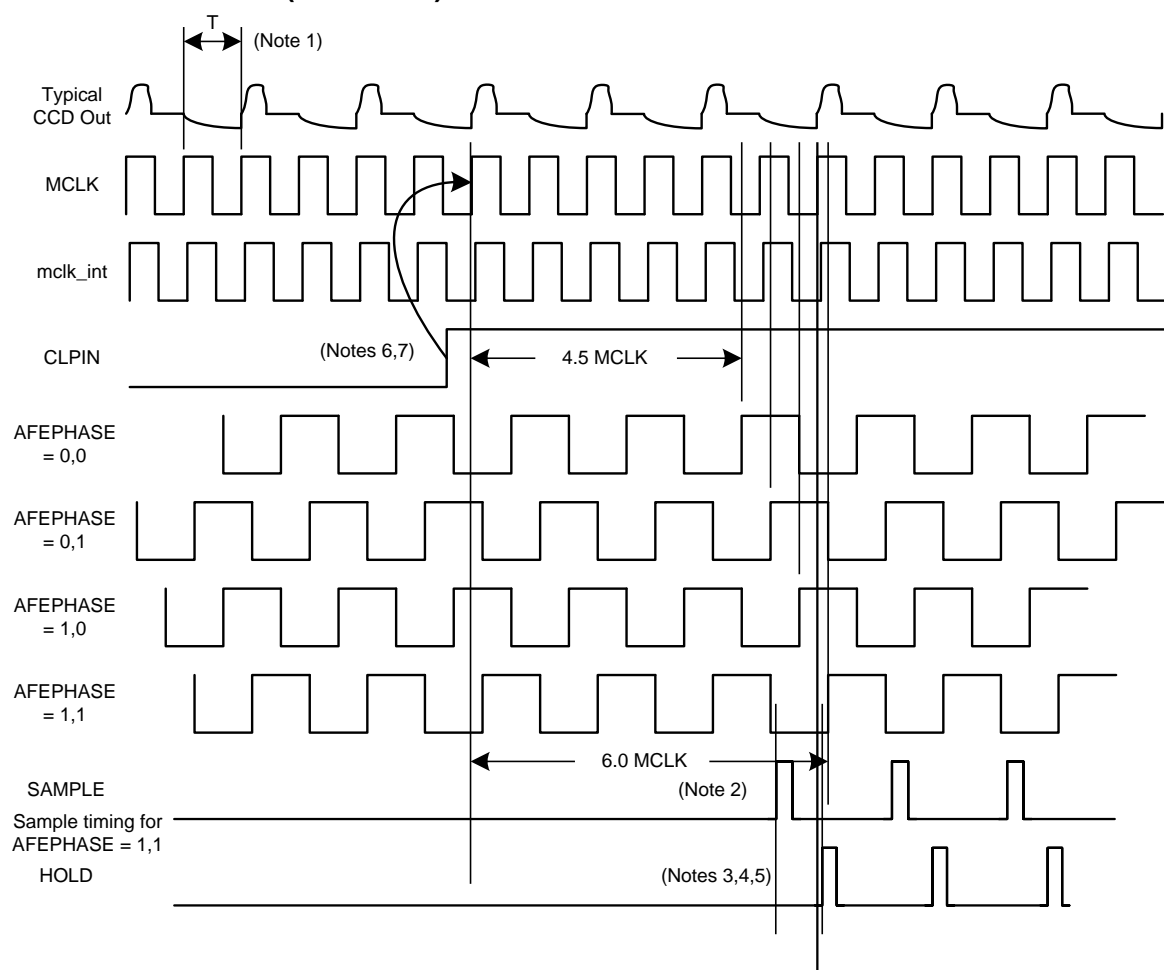 T
(Note 1)
Typical
CCD Out
MCLK
mclk_int
CLPIN
(Notes 6,7)
4.5 MCLK
AFEPHASE
= 0,0
AFEPHASE
= 0,1
AFEPHASE
= 1,0
AFEPHASE
= 1,1
6.0 MCLK
SAMPLE
(Note 2)
Sample timing for
AFEPHASE = 1,1
HOLD
(Notes 3,4,5)